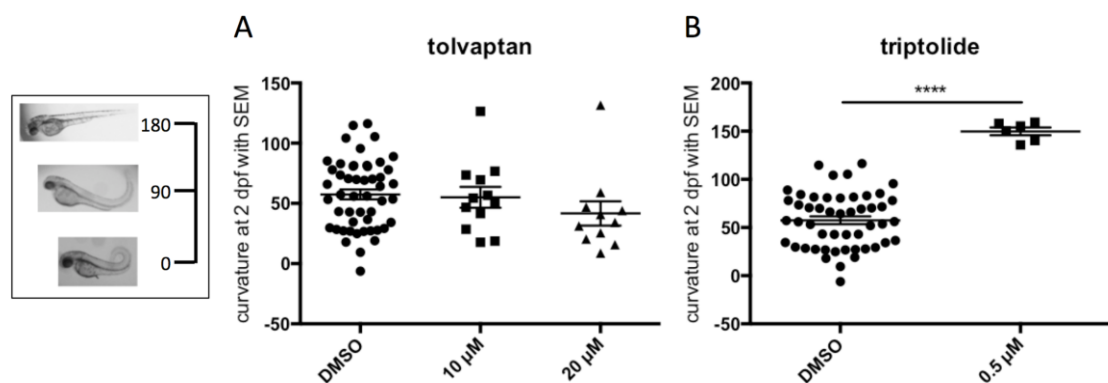 180
90
0
A
tolvaptan
curvature at 2 dpf with SEM
150
100
50
0
-50
DMSO
10 µM
20 µM
B
triptolide
curvature at 2 dpf with SEM
200
150
100
50
0
-50
****
DMSO
0.5 µM